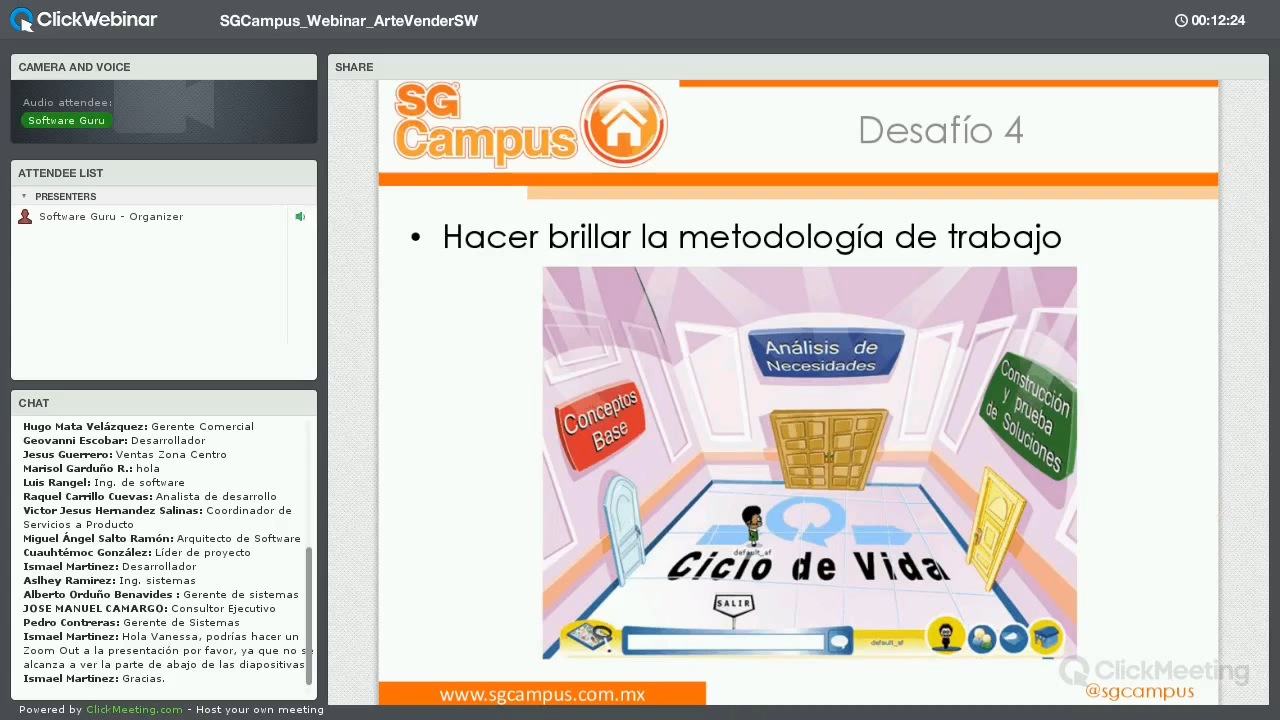 ClickWebinar
SGCampus_Webinar_ArteVenderSW
00:12:24
CAMERA AND VOICE
Audio attendee:
Software Guru
ATTENDEE LIST
PRESENTERS
Software Guru - Organizer
CHAT
Hugo Mata Velázquez: Gerente Comercial
Geovanni Escobar: Desarrollador
Jesus Guerrero: Ventas Zona Centro
Marisol Garduño R.: hola
Luis Rangel: Ing. de software
Raquel Carrillo Cuevas: Analista de desarrollo
Victor Jesus Hernandez Salinas: Coordinador de
Servicios a Producto
Miguel Ángel Salto Ramón: Arquitecto de Software
Cuauhtémoc González: Líder de proyecto
Ismael Martinez: Desarrollador
Aslhey Ramirez: Ing. sistemas
Alberto Orduño Benavides : Gerente de sistemas
JOSE MANUEL CAMARGO: Consultor Ejecutivo
Pedro Contreras: Gerente de Sistemas
Ismael Martinez: Hola Vanessa, podrías hacer un
Zoom Out a la presentación por favor, ya que no se
alcanza a ver la parte de abajo de las diapositivas
Ismael Martinez: Gracias.
Powered by ClickMeeting.com - Host your own meeting
SHARE
SG
Campus
Desafío 4
• Hacer brillar la metodología de trabajo
Análisis de
Necesidades
Conceptos
Base
Construcción
y prueba
de Soluciones
default_sf
Ciclo de Vida
SALIR
default_sf
ClickMeeting
www.sgcampus.com.mx
@sgcampus